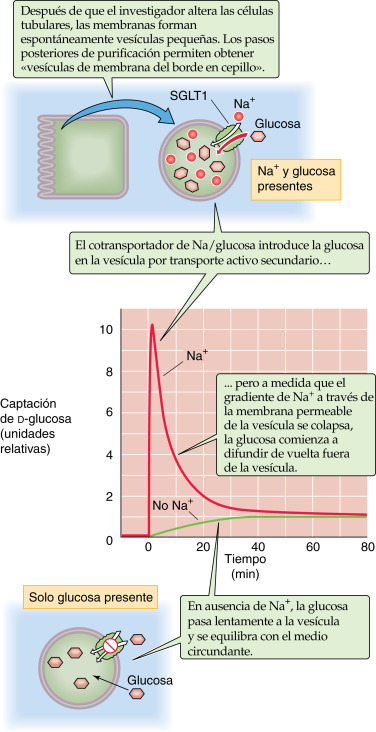 Después de que el investigador altera las células
tubulares, las membranas forman
espontáneamente vesículas pequeñas. Los pasos
posteriores de purificación permiten obtener
«vesículas de membrana del borde en cepillo».
SGLT1
Na+
Glucosa
Na+ y glucosa
presentes
El cotransportador de Na/glucosa introduce la glucosa
en la vesícula por transporte activo secundario…
10
8
6
4
2
1
0
Captación
de D-glucosa
(unidades
relativas)
Na+
... pero a medida que el
gradiente de Na+ a través de
la membrana permeable
de la vesícula se colapsa,
la glucosa comienza a
difundir de vuelta fuera
de la vesícula.
No Na+
0 20 40 60 80
Tiempo
(min)
Solo glucosa presente
En ausencia de Na+, la glucosa
pasa lentamente a la vesícula
y se equilibra con el medio
circundante.
Glucosa